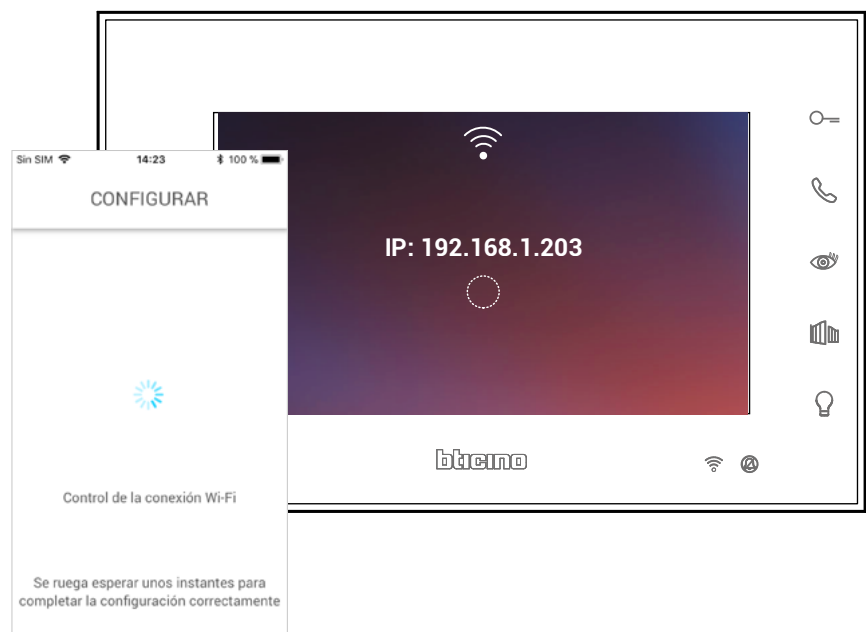 Sin SIM 14:23 100 %
CONFIGURAR
Control de la conexión Wi-Fi
Se ruega esperar unos instantes para
completar la configuración correctamente
IP: 192.168.1.203
bticino